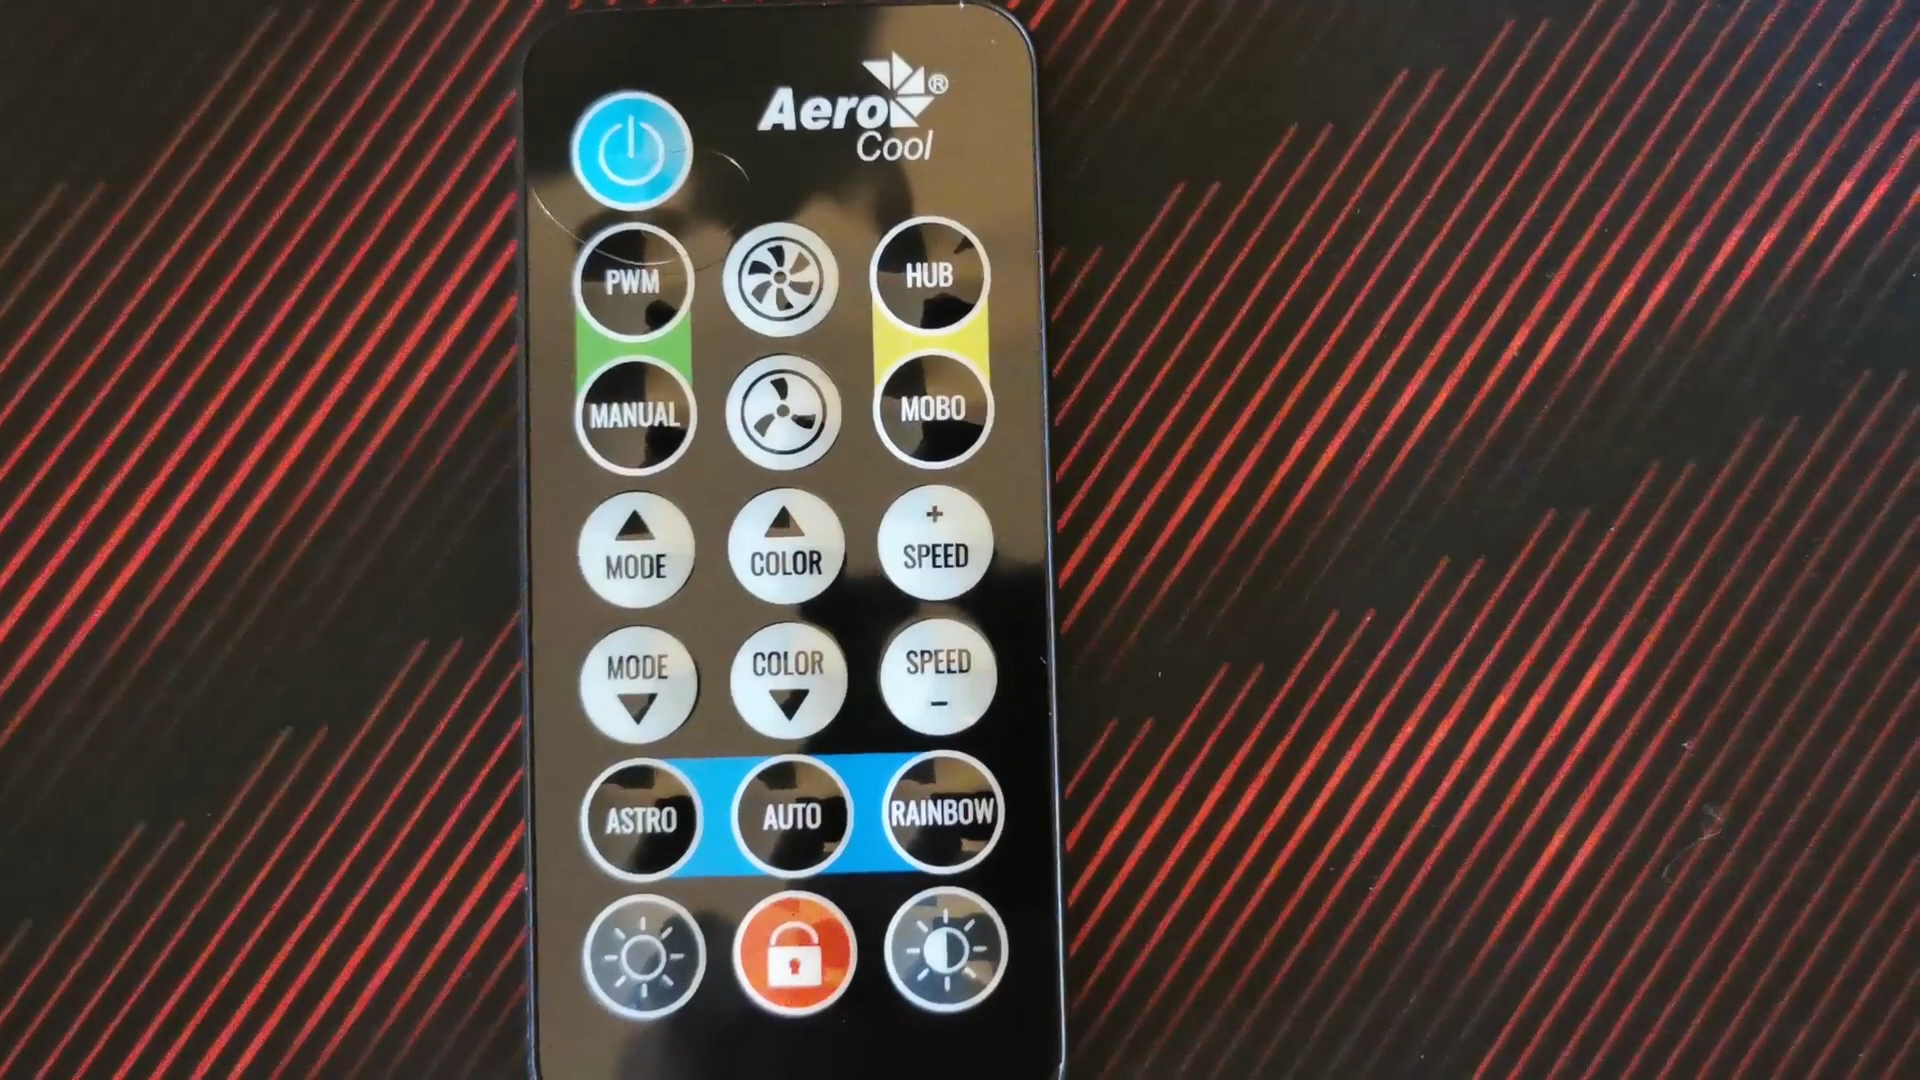 Aero®
Cool
PWM
HUB
MANUAL
MOBO
MODE
COLOR
+
SPEED
MODE
COLOR
SPEED
-
ASTRO
AUTO
RAINBOW